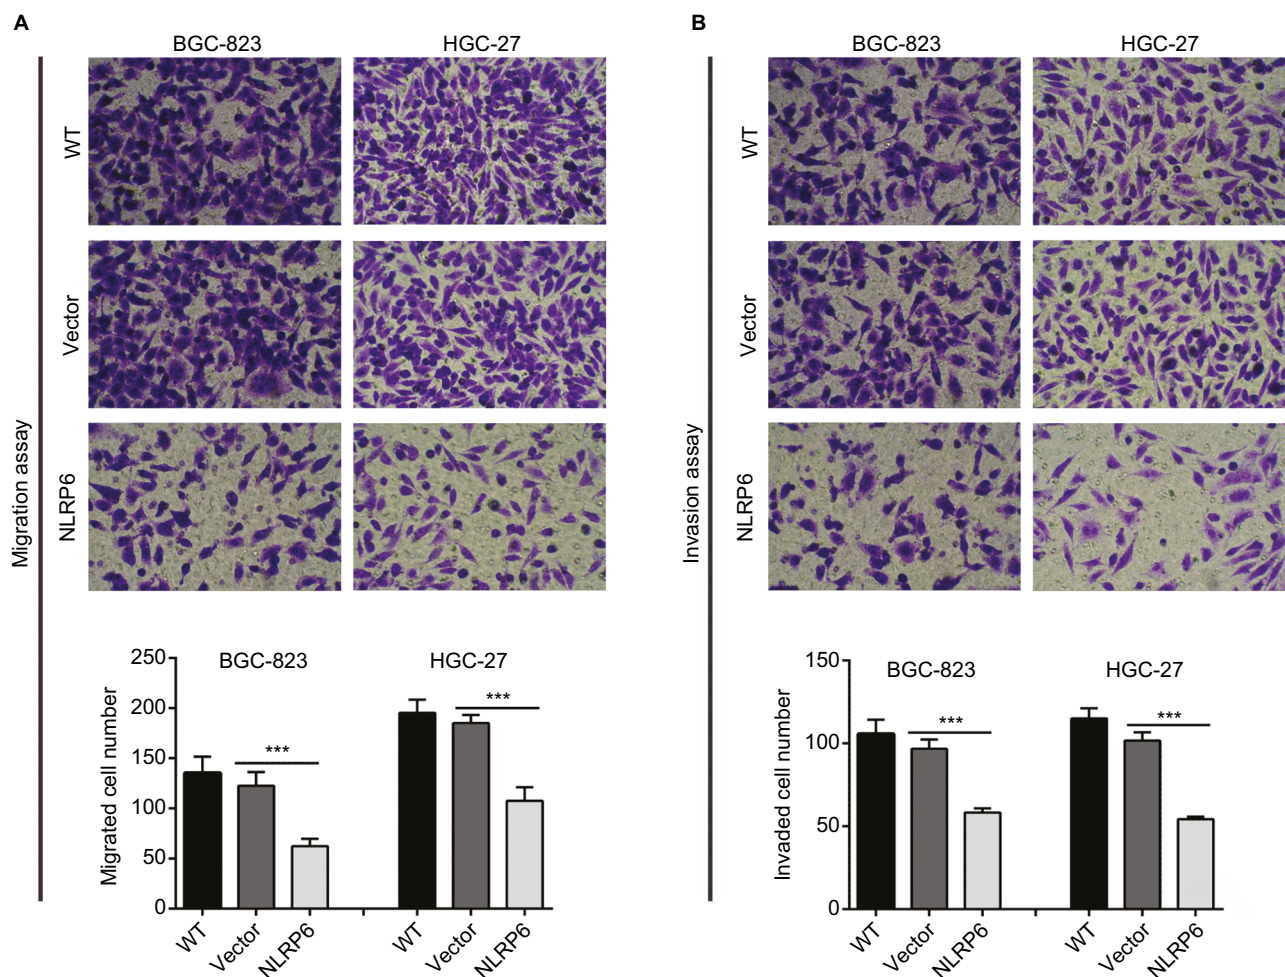 A
BGC-823
HGC-27
WT
Vector
NLRP6
Migration assay
250
200
150
100
50
0
Migrated cell number
BGC-823
HGC-27
***
***
WT
Vector
NLRP6
WT
Vector
NLRP6
B
BGC-823
HGC-27
WT
Vector
NLRP6
Invasion assay
150
100
50
0
Invaded cell number
BGC-823
HGC-27
***
***
WT
Vector
NLRP6
WT
Vector
NLRP6